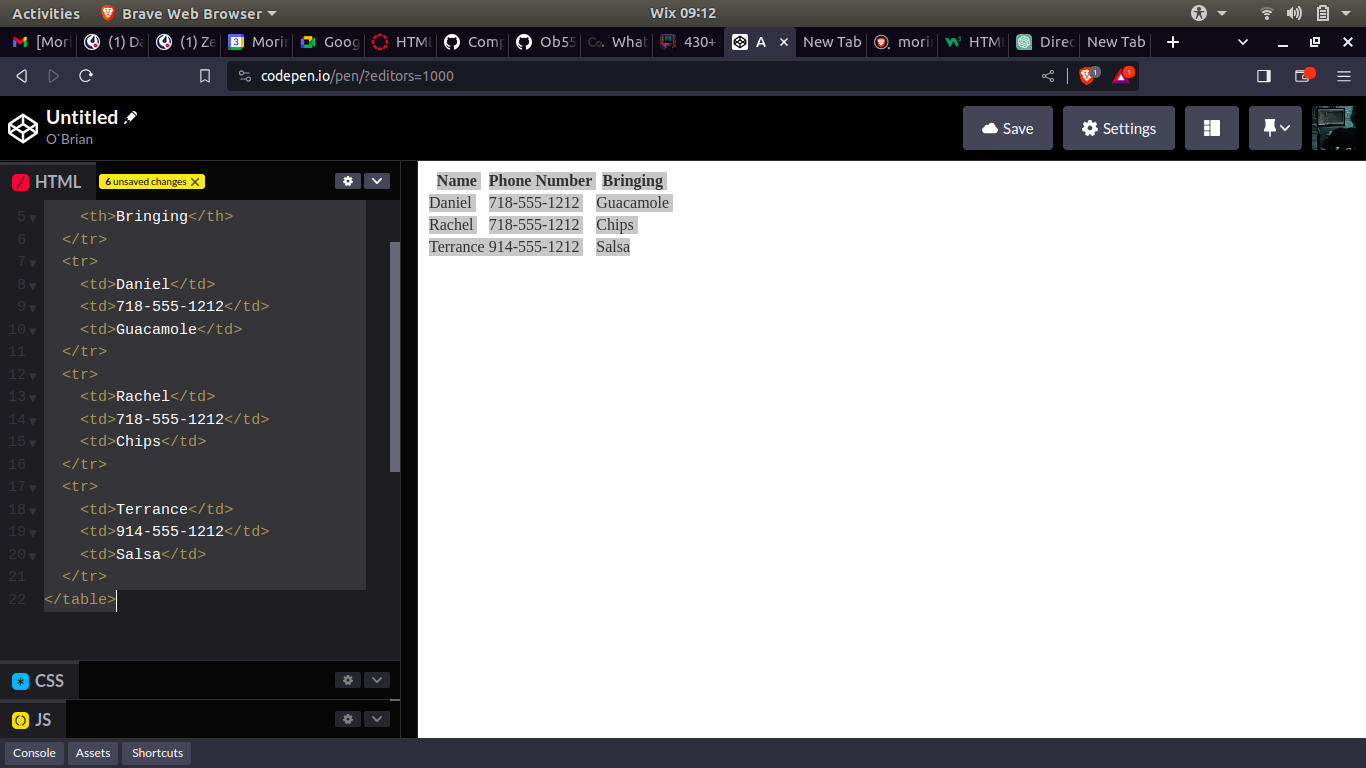 Activities Brave Web Browser Wix 09:12
[Mori (1) Da (1) Ze Morin Goog HTML Comp Ob55 Co. What 430+ A New Tab morin HTML Direc New Tab
codepen.io/pen/?editors=1000 1 1
Untitled
O`Brian
Save Settings
HTML 6 unsaved changes X
5 <th>Bringing</th>
6 </tr>
7 <tr>
8 <td>Daniel</td>
9 <td>718-555-1212</td>
10 <td>Guacamole</td>
11 </tr>
12 <tr>
13 <td>Rachel</td>
14 <td>718-555-1212</td>
15 <td>Chips</td>
16 </tr>
17 <tr>
18 <td>Terrance</td>
19 <td>914-555-1212</td>
20 <td>Salsa</td>
21 </tr>
22 </table>
CSS
JS
Name Phone Number Bringing
Daniel 718-555-1212 Guacamole
Rachel 718-555-1212 Chips
Terrance 914-555-1212 Salsa
Console Assets Shortcuts